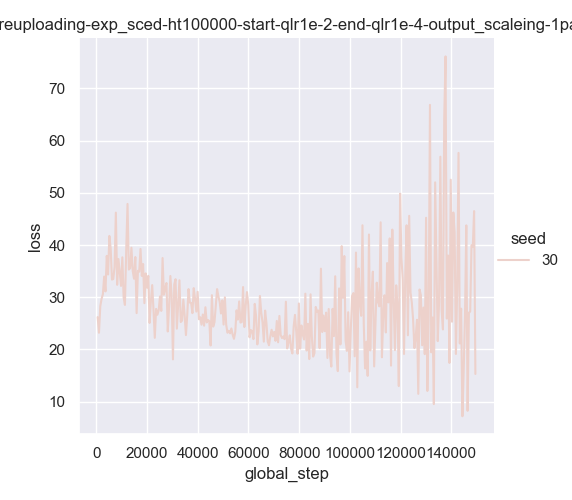 reuploading-exp_sced-ht100000-start-qlr1e-2-end-qlr1e-4-output_scaleing-1pa
70
60
50
40
30
20
10
loss
0 20000 40000 60000 80000 100000 120000 140000
global_step
seed
30